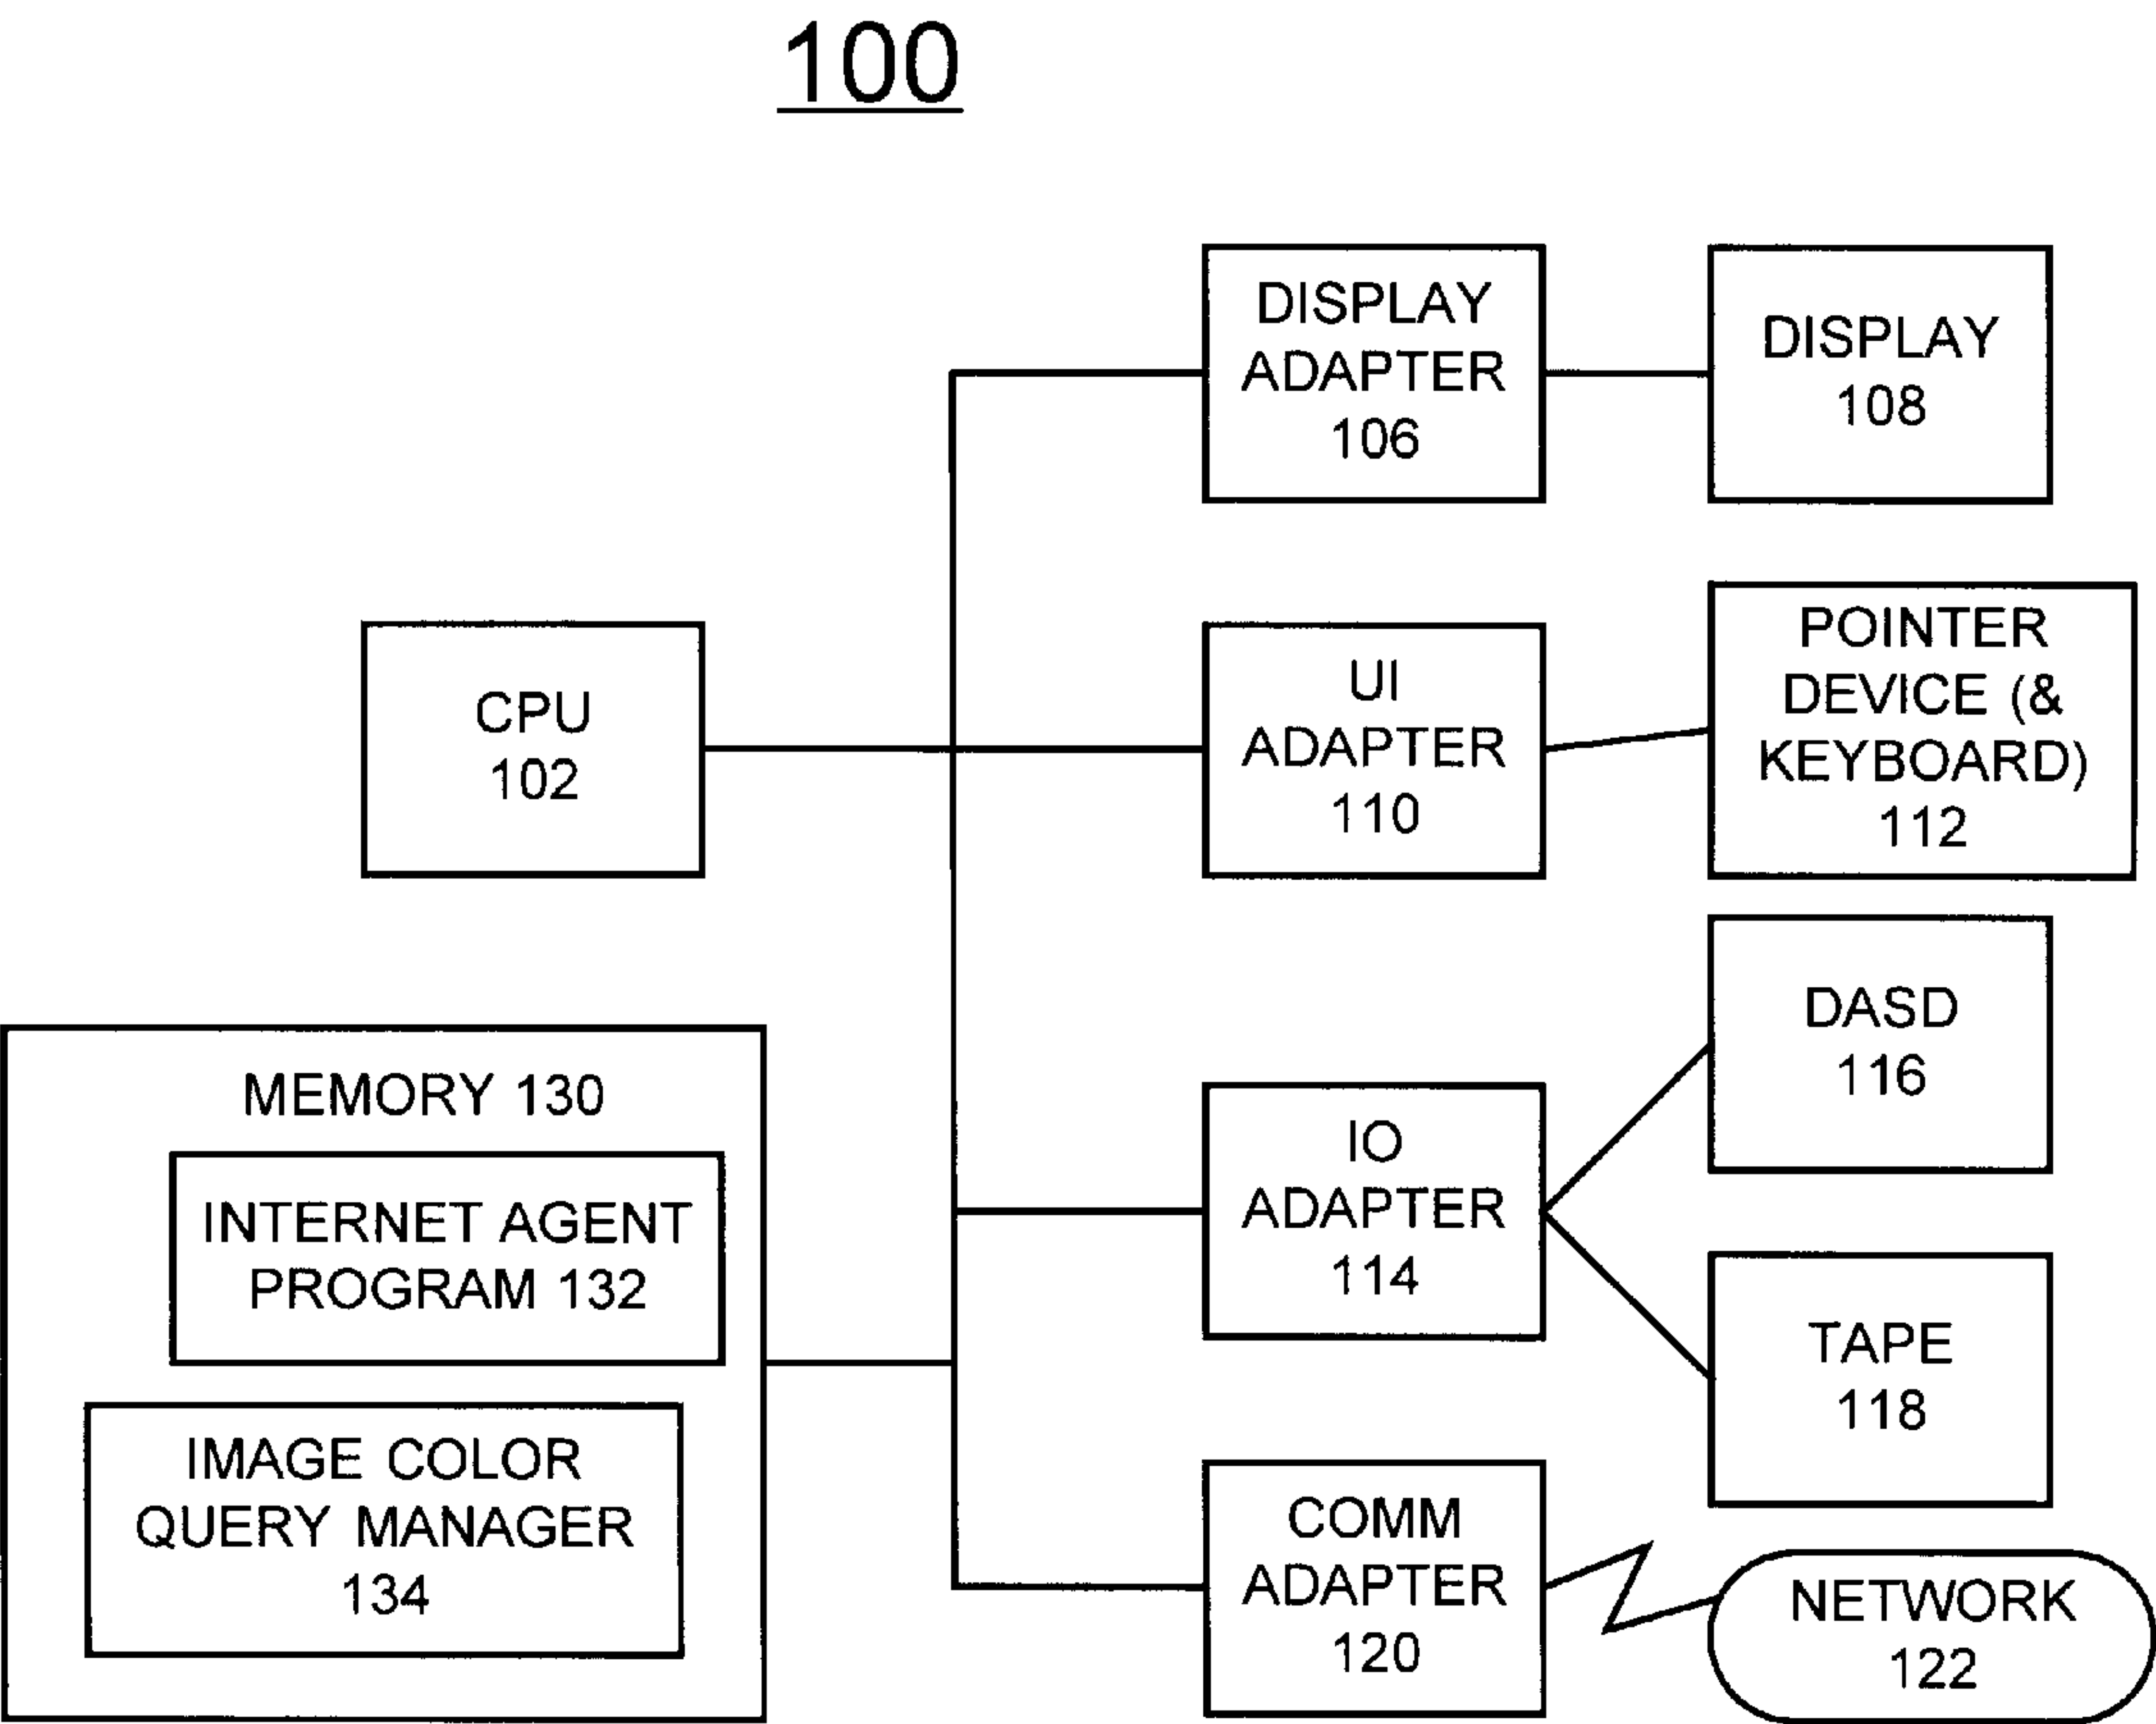 100
DISPLAY
ADAPTER
106
DISPLAY
108
CPU
102
UI
ADAPTER
110
POINTER
DEVICE (&
KEYBOARD)
112
MEMORY 130
INTERNET AGENT
PROGRAM 132
IMAGE COLOR
QUERY MANAGER
134
IO
ADAPTER
114
DASD
116
TAPE
118
COMM
ADAPTER
120
NETWORK
122